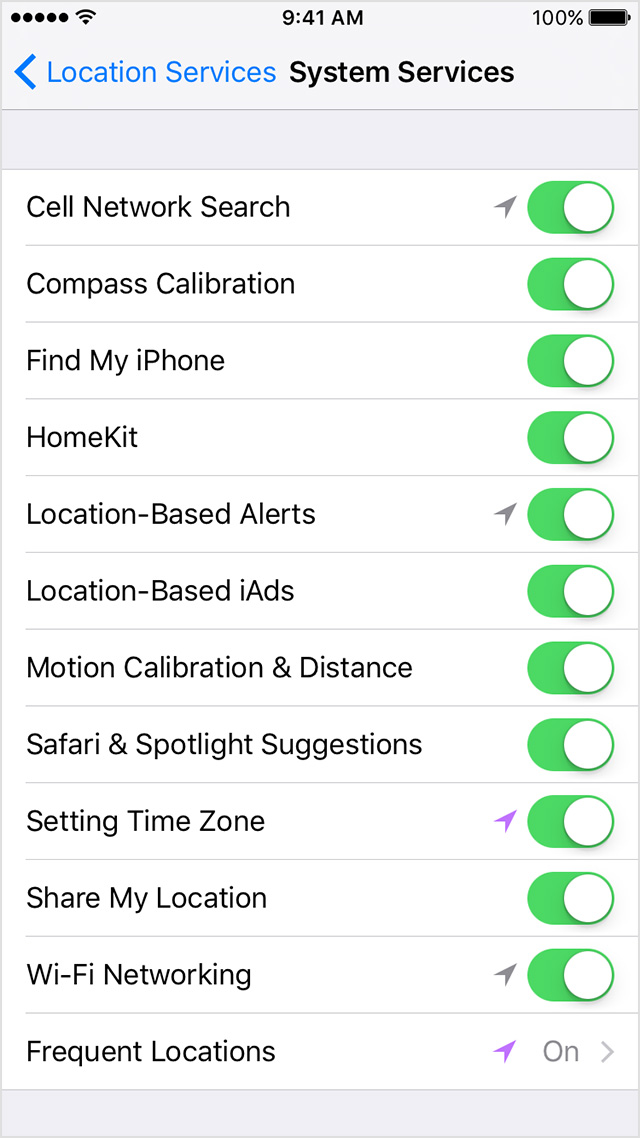 9:41 AM 100%
Location Services System Services
Cell Network Search
Compass Calibration
Find My iPhone
HomeKit
Location-Based Alerts
Location-Based iAds
Motion Calibration & Distance
Safari & Spotlight Suggestions
Setting Time Zone
Share My Location
Wi-Fi Networking
Frequent Locations On